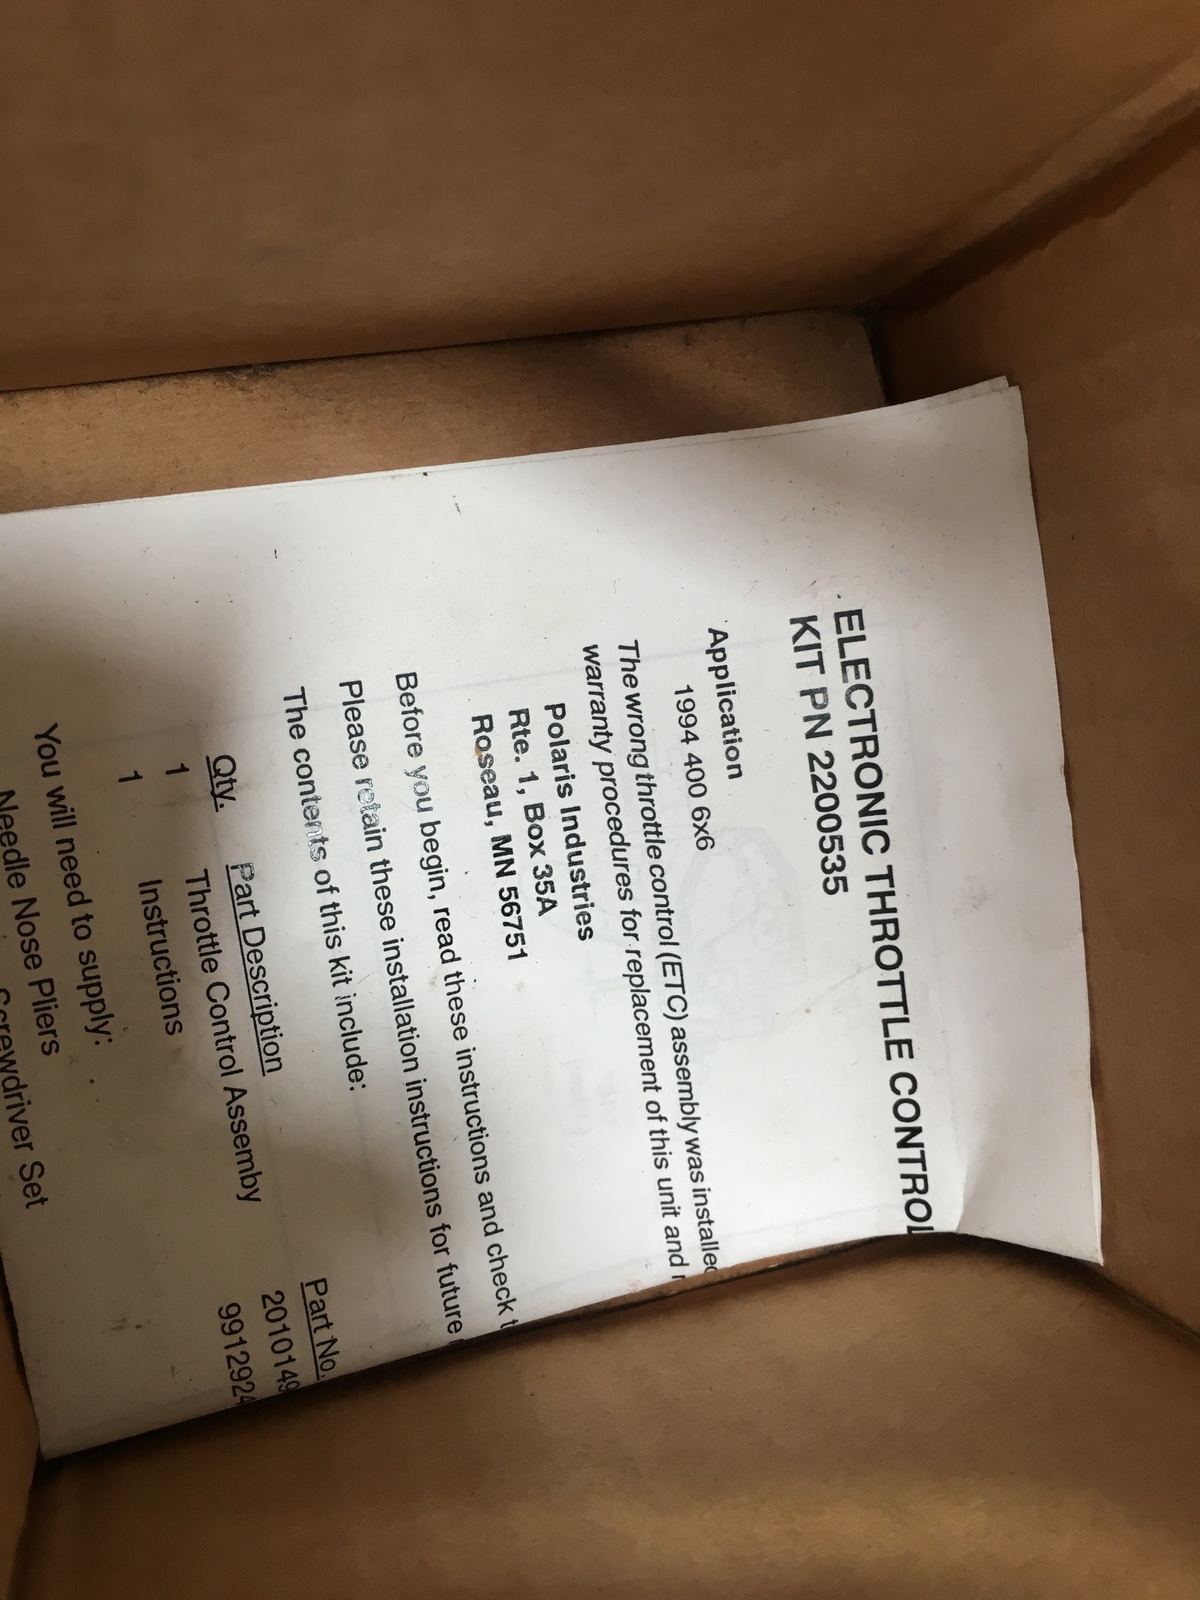 ELECTRONIC THROTTLE CONTROL
KIT PN 2200535
Application
1994 400 6x6
The wrong throttle control (ETC) assembly was installed
warranty procedures for replacement of this unit and
Polaris Industries
Rte. 1, Box 35A
Roseau, MN 56751
Before you begin, read these instructions and check
Please retain these installation instructions for future
The contents of this kit include:
Qty. Part Description Part No.
1 Throttle Control Assemby 2010149
1 Instructions 9912924
You will need to supply:
Needle Nose Pliers
Screwdriver Set